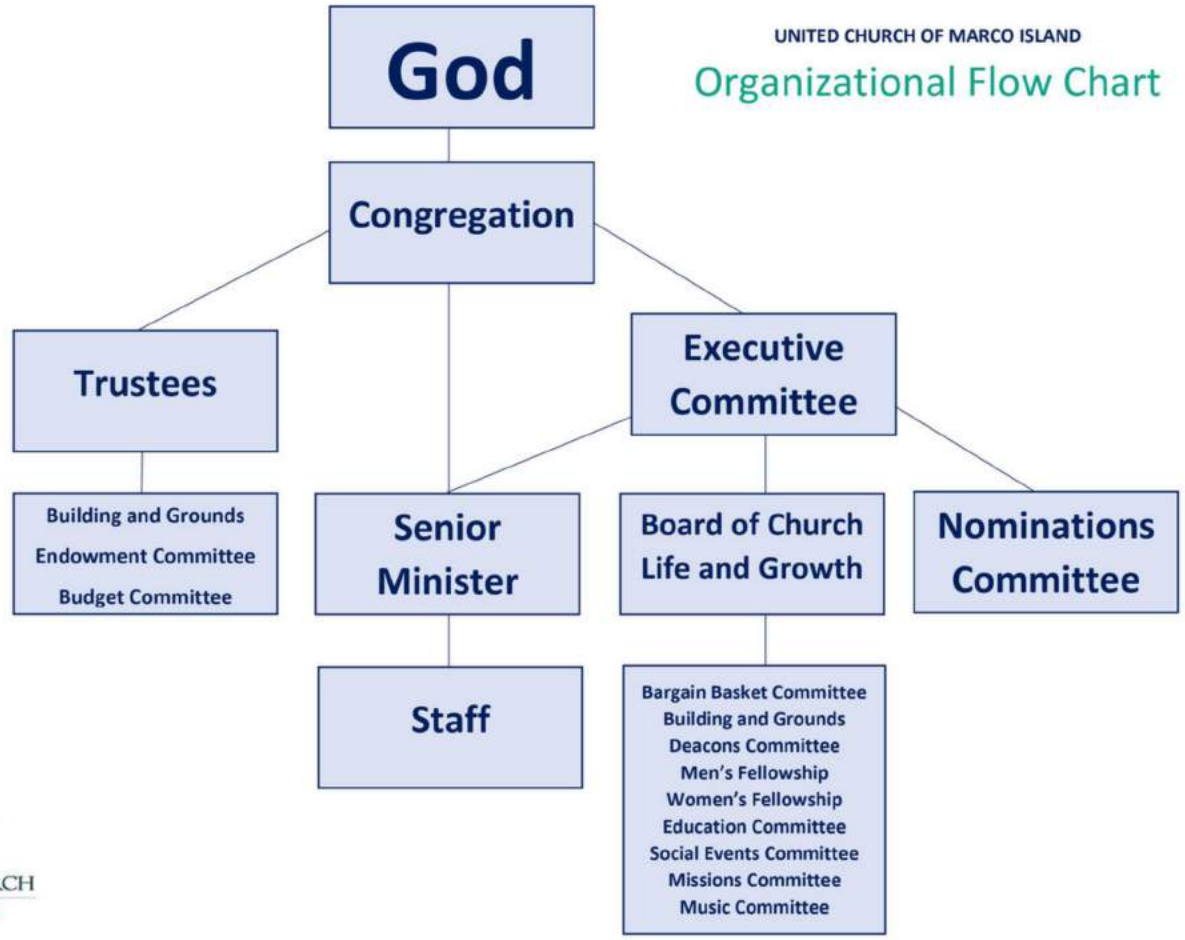 God
UNITED CHURCH OF MARCO ISLAND
Organizational Flow Chart
Congregation
Trustees
Executive
Committee
Building and Grounds
Endowment Committee
Budget Committee
Senior
Minister
Board of Church
Life and Growth
Nominations
Committee
Staff
Bargain Basket Committee
Building and Grounds
Deacons Committee
Men's Fellowship
Women's Fellowship
Education Committee
Social Events Committee
Missions Committee
Music Committee